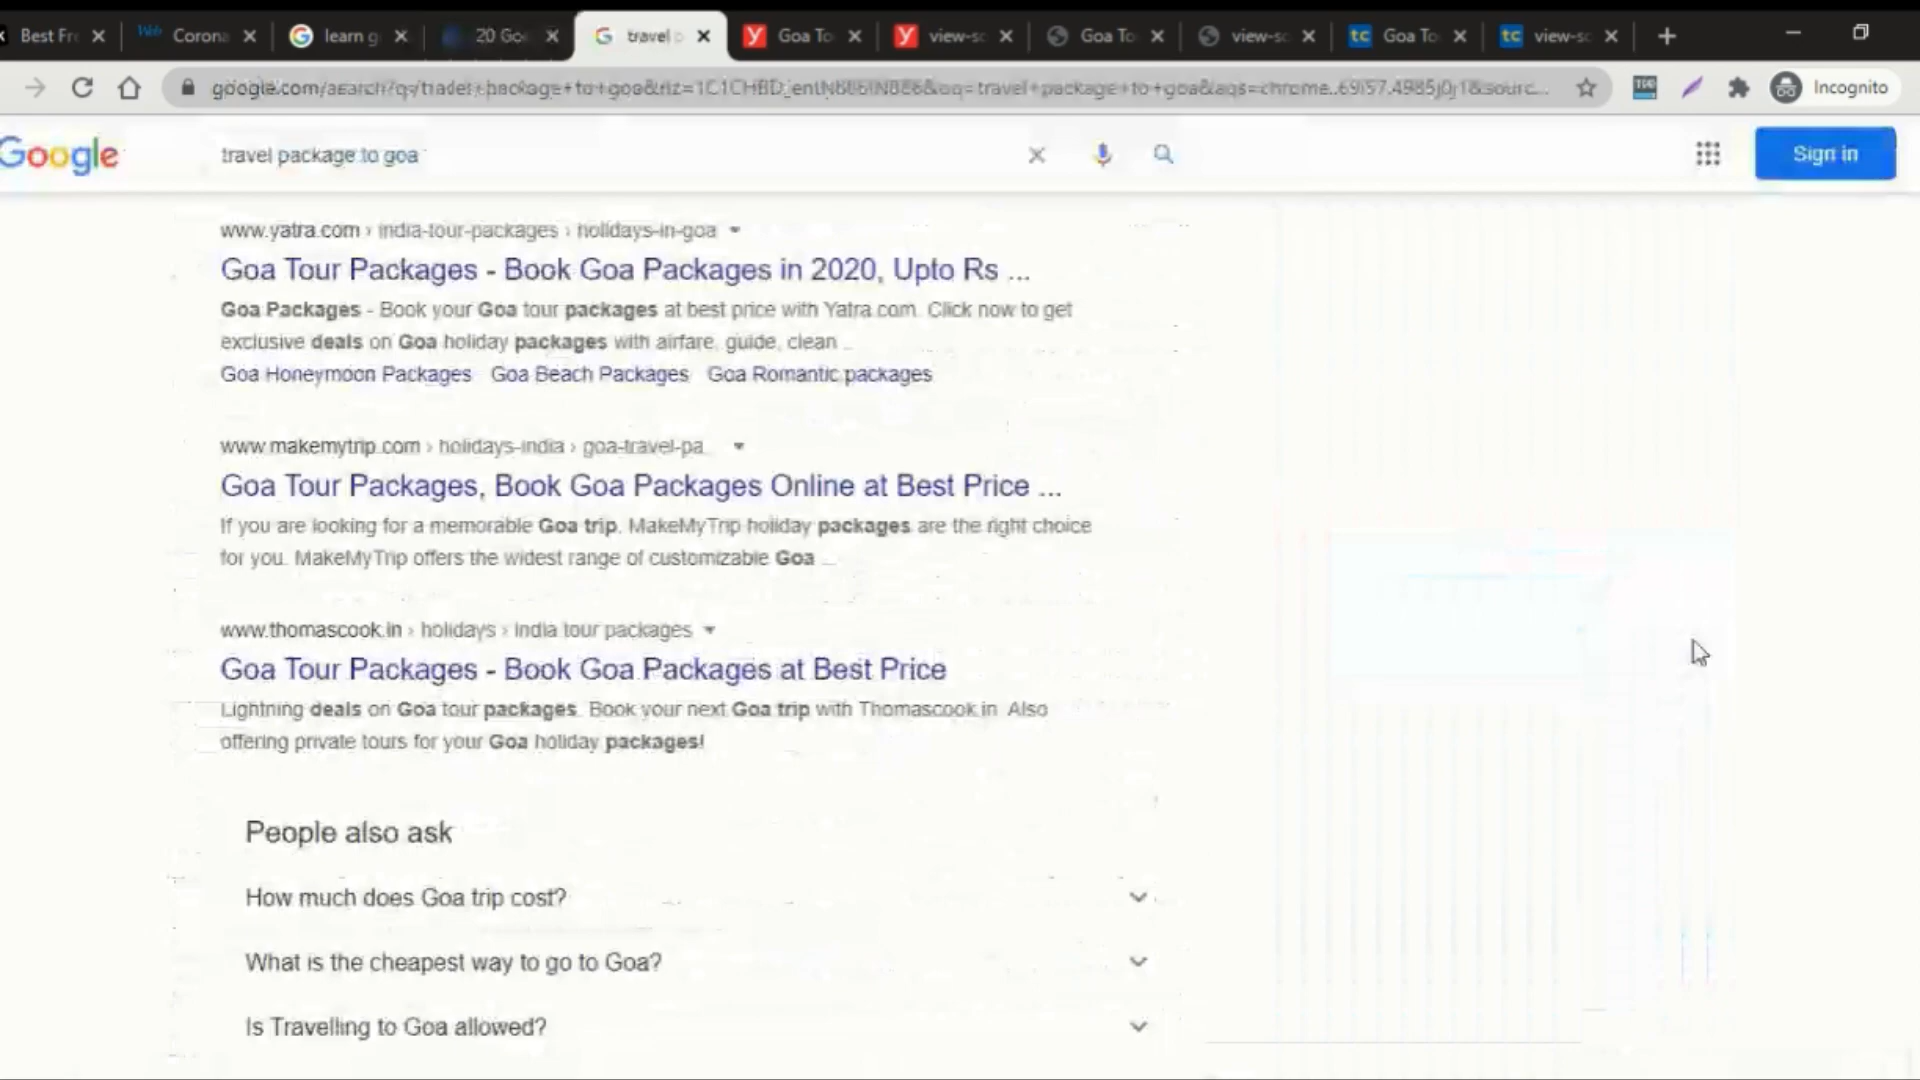 Best Fr
Corona
learn g
20 Go
travel p
Goa To
view-so
Goa To
view-so
Goa To
view-so
Incognito
Google
travel package to goa
Sign in
www.yatra.com › india-tour-packages › holidays-in-goa
Goa Tour Packages - Book Goa Packages in 2020, Upto Rs ...
Goa Packages - Book your Goa tour packages at best price with Yatra.com. Click now to get
exclusive deals on Goa holiday packages with airfare, guide, clean ...
Goa Honeymoon Packages Goa Beach Packages Goa Romantic packages
www.makemytrip.com › holidays-india › goa-travel-pa...
Goa Tour Packages, Book Goa Packages Online at Best Price ...
If you are looking for a memorable Goa trip. MakeMyTrip holiday packages are the right choice
for you. MakeMyTrip offers the widest range of customizable Goa ...
www.thomascook.in › holidays › india tour packages
Goa Tour Packages - Book Goa Packages at Best Price
Lightning deals on Goa tour packages. Book your next Goa trip with Thomascook.in. Also
offering private tours for your Goa holiday packages!
People also ask
How much does Goa trip cost?
What is the cheapest way to go to Goa?
Is Travelling to Goa allowed?